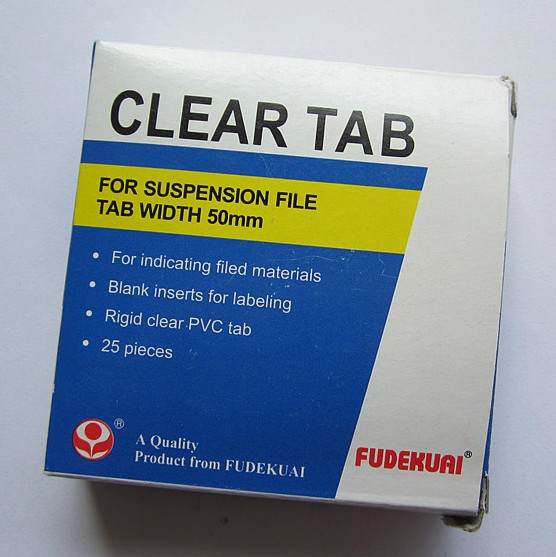 CLEAR TAB
FOR SUSPENSION FILE
TAB WIDTH 50mm
• For indicating filed materials
• Blank inserts for labeling
• Rigid clear PVC tab
• 25 pieces
®
A Quality
Product from FUDEKUAI
FUDEKUAI®